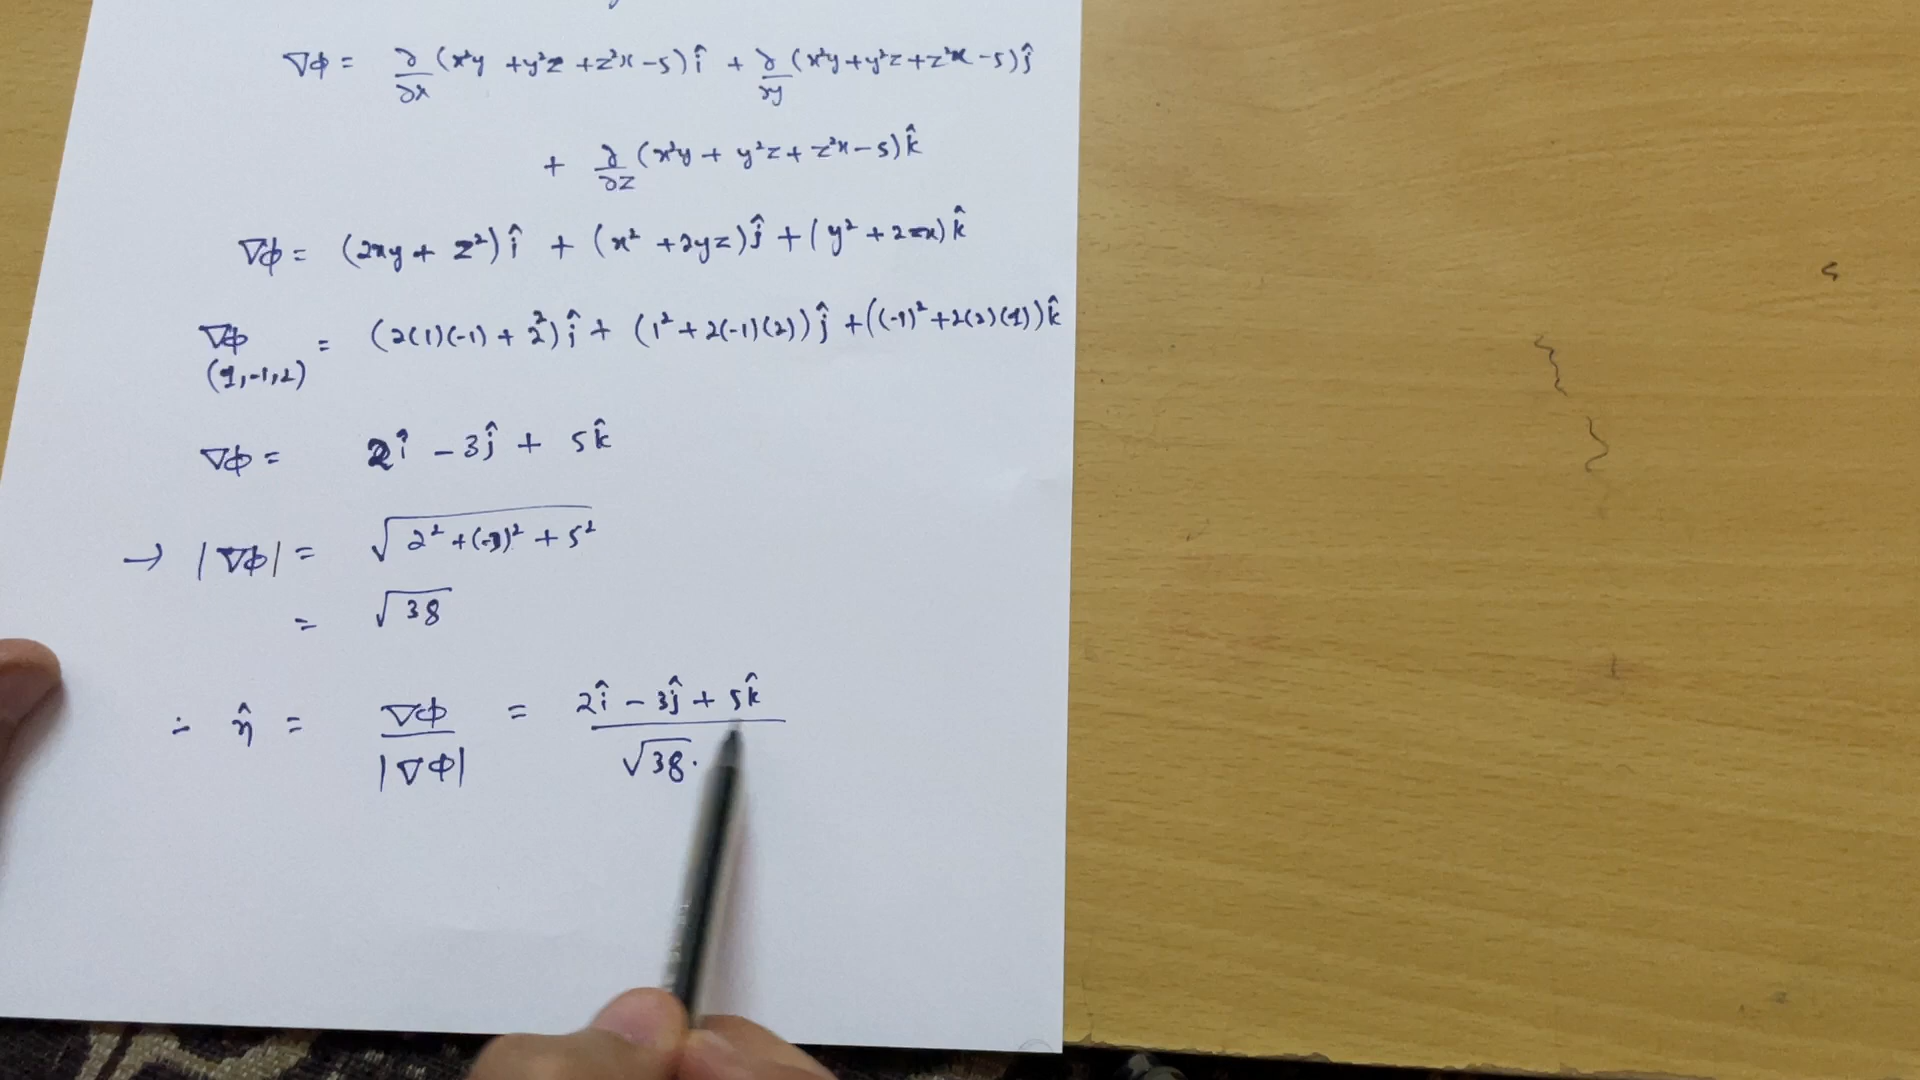 ∇φ = ∂/∂x (x²y + y²z + z²x - 5) î + ∂/∂y (x²y + y²z + z²x - 5) ĵ
+ ∂/∂z (x²y + y²z + z²x - 5) k̂
∇φ = (2xy + z²) î + (x² + 2yz) ĵ + (y² + 2zx) k̂
∇φ (1,-1,2) = (2(1)(-1) + 2²) î + (1² + 2(-1)(2)) ĵ + ((-1)² + 2(2)(1)) k̂
∇φ = 2î - 3ĵ + 5k̂
→ |∇φ| = √(2² + (-3)² + 5²)
= √38
∴ n̂ = ∇φ/|∇φ| = (2î - 3ĵ + 5k̂)/√38.